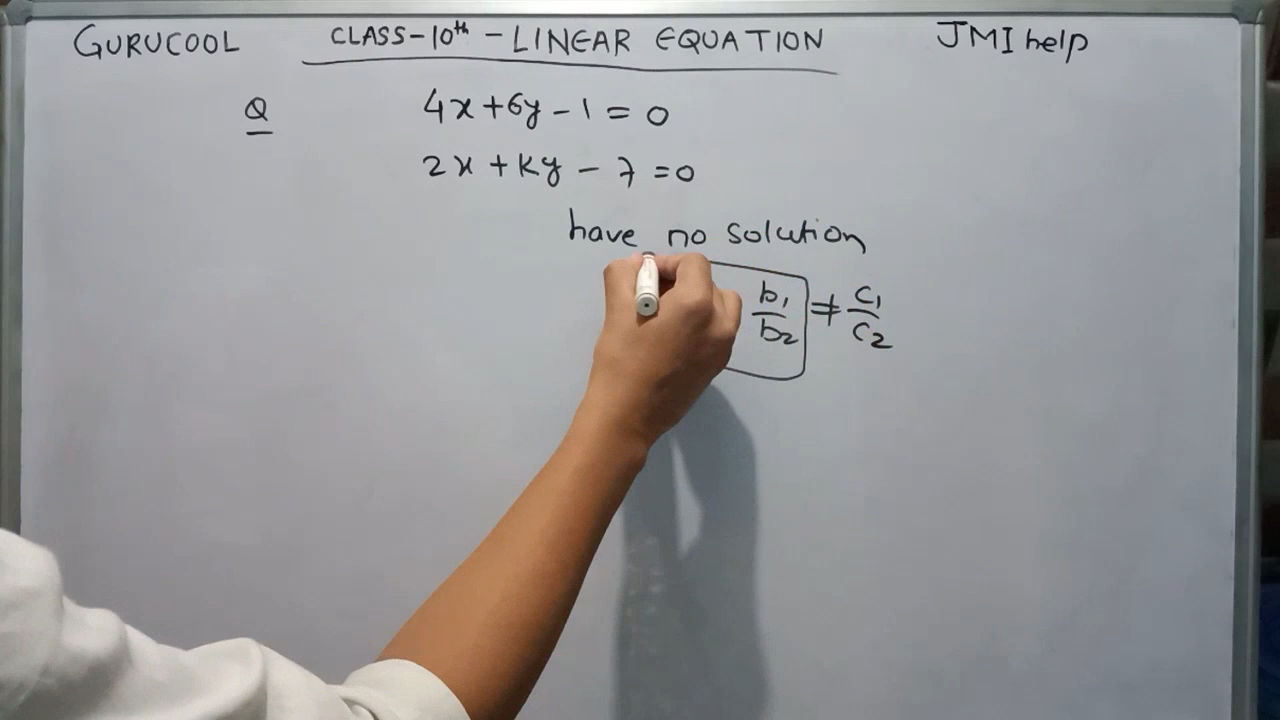 GURUCOOL CLASS-10th - LINEAR EQUATION JMI help
Q 4x + 6y - 1 = 0
2x + ky - 7 = 0
have no solution
b₁/b₂ ≠ c₁/c₂